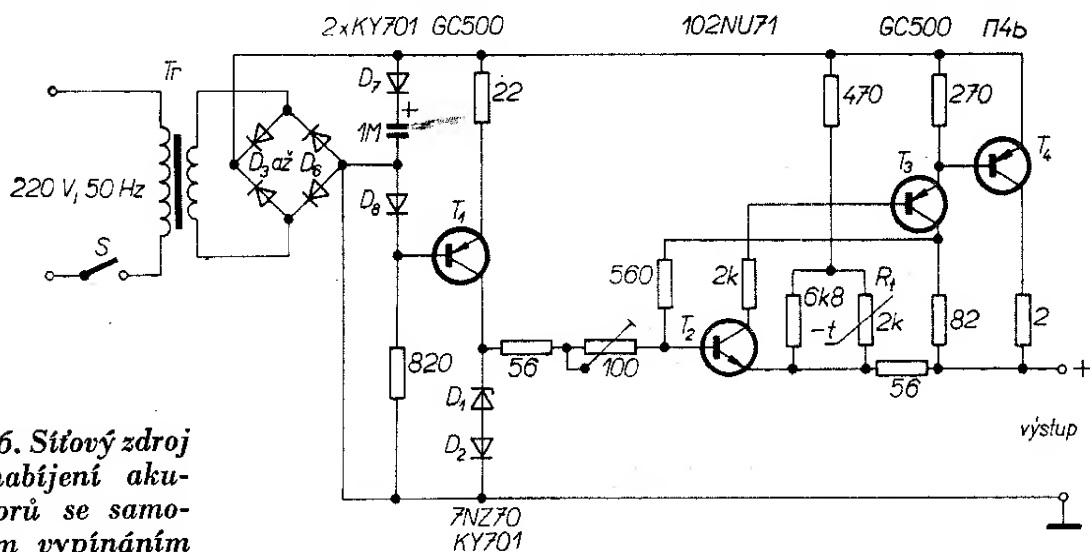 2xKY701 GC500 102NU71 GC500 П4b
Tr
220 V, 50 Hz
S
D3 až D6
D7
+
1M
D8
22
T1
820
D1
D2
7NZ70
KY701
56
100
560
2k
T2
470
6k8
-t
Rt
2k
56
270
T3
T4
82
2
+
výstup
6. Síťový zdroj
nabíjení aku-
orů se samo-
m vypínáním